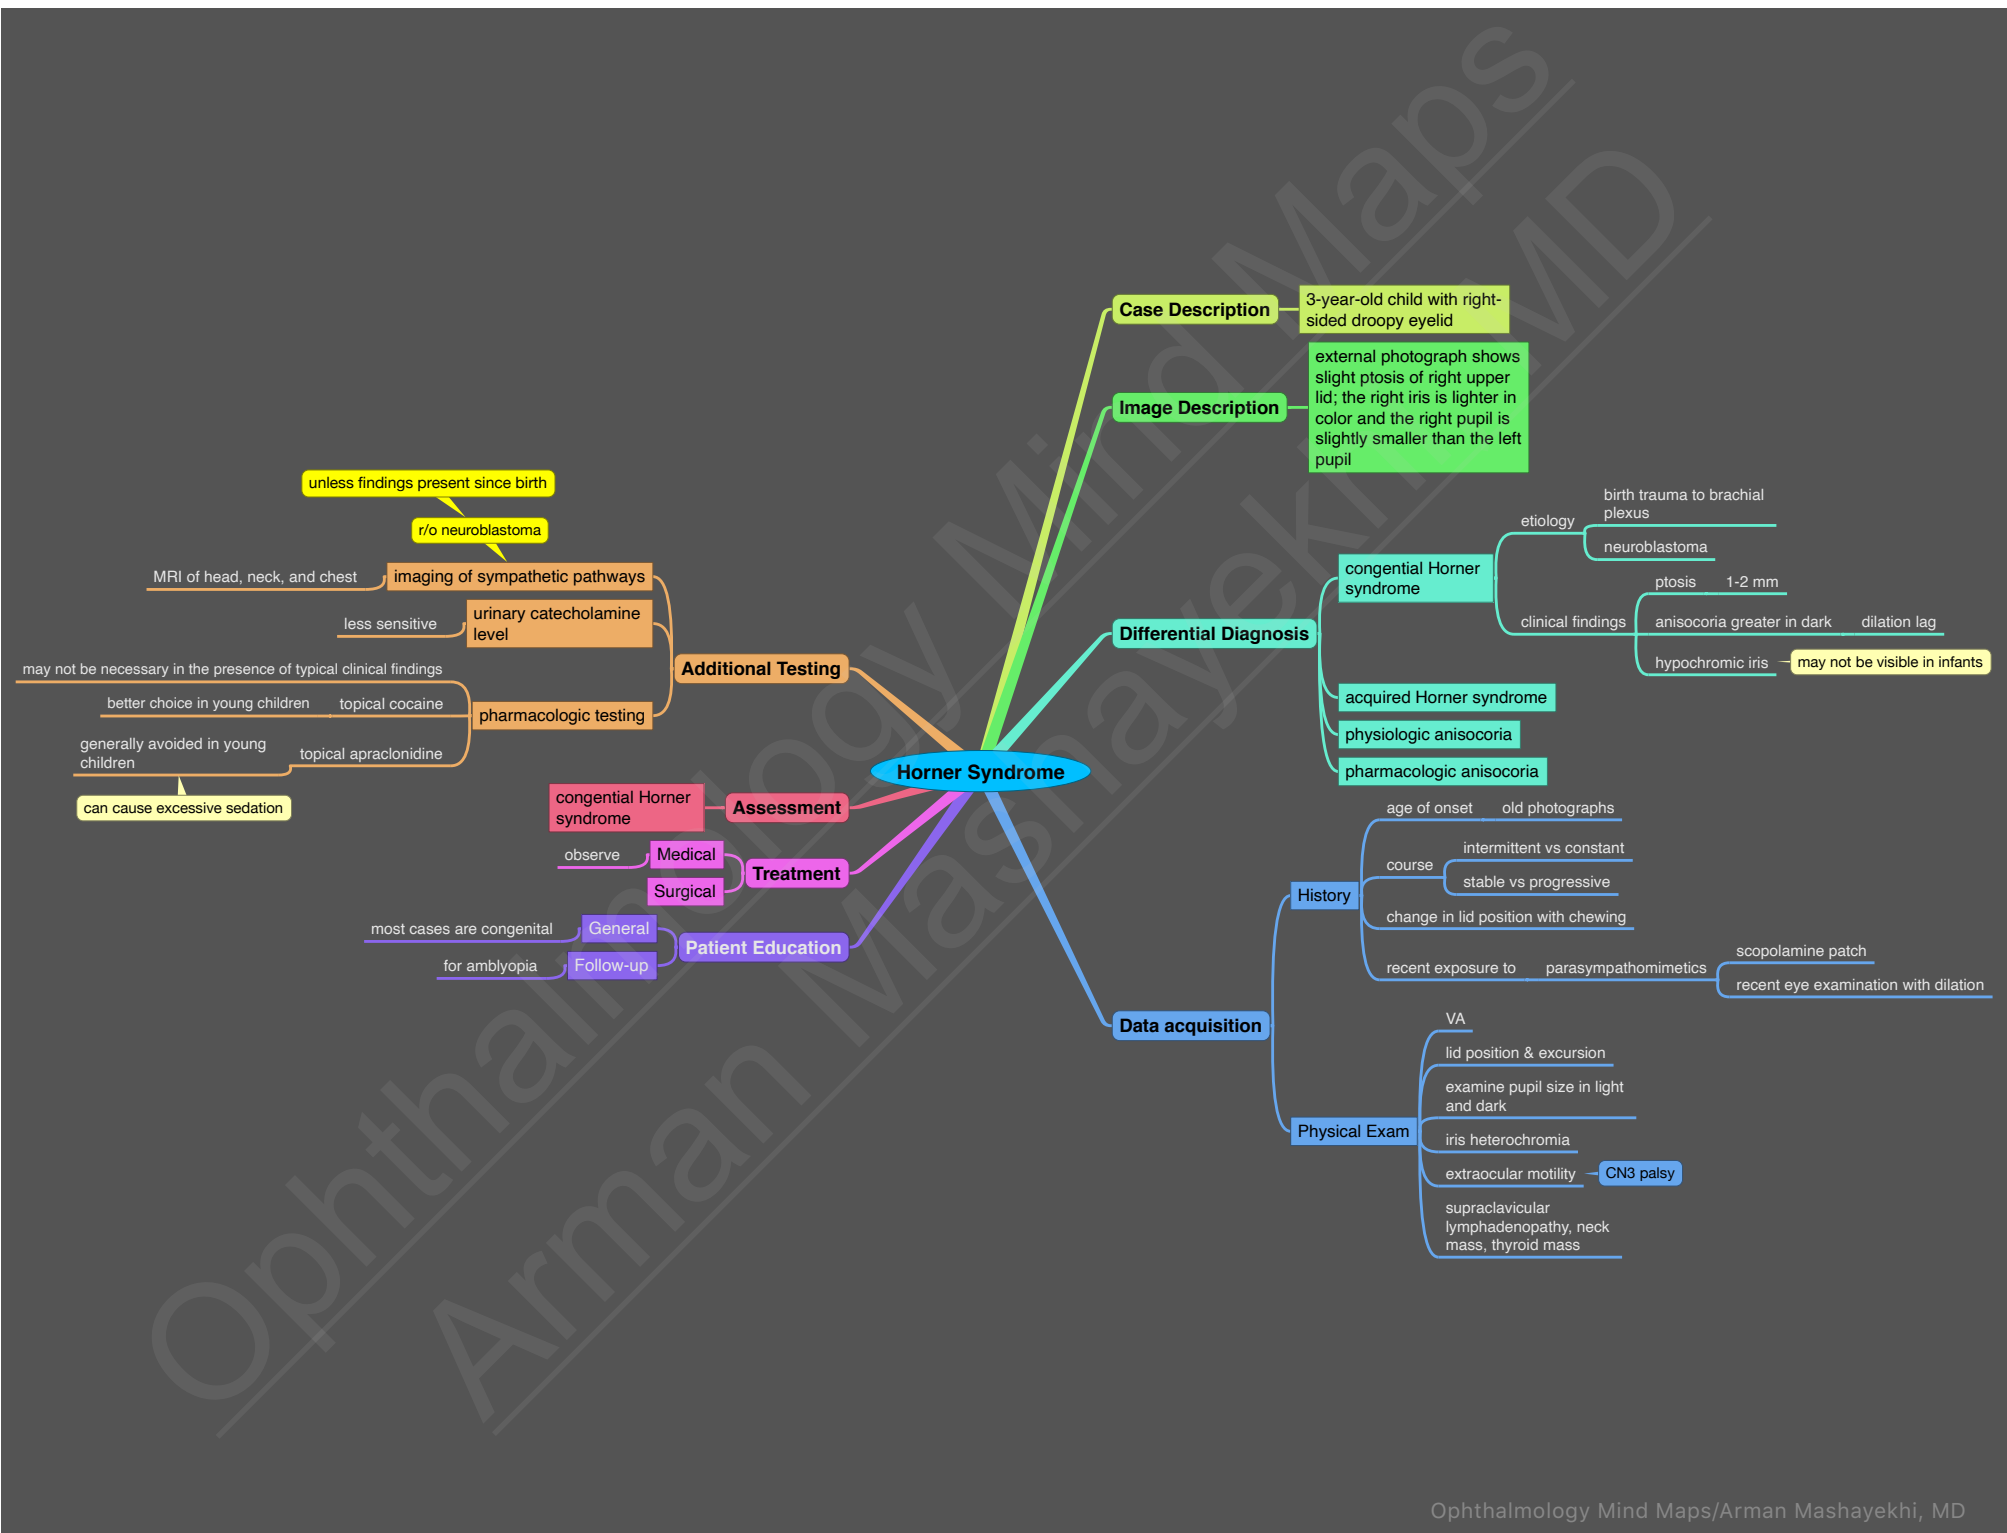 Horner Syndrome
Case Description
3-year-old child with right-
sided droopy eyelid
Image Description
external photograph shows
slight ptosis of right upper
lid; the right iris is lighter in
color and the right pupil is
slightly smaller than the left
pupil
Differential Diagnosis
congential Horner
syndrome
etiology
birth trauma to brachial
plexus
neuroblastoma
clinical findings
ptosis
1-2 mm
anisocoria greater in dark
dilation lag
hypochromic iris
may not be visible in infants
acquired Horner syndrome
physiologic anisocoria
pharmacologic anisocoria
Data acquisition
History
age of onset
old photographs
course
intermittent vs constant
stable vs progressive
change in lid position with chewing
recent exposure to
parasympathomimetics
scopolamine patch
recent eye examination with dilation
Physical Exam
VA
lid position & excursion
examine pupil size in light
and dark
iris heterochromia
extraocular motility
CN3 palsy
supraclavicular
lymphadenopathy, neck
mass, thyroid mass
Additional Testing
imaging of sympathetic pathways
unless findings present since birth
r/o neuroblastoma
MRI of head, neck, and chest
urinary catecholamine
level
less sensitive
pharmacologic testing
may not be necessary in the presence of typical clinical findings
topical cocaine
better choice in young children
topical apraclonidine
generally avoided in young
children
can cause excessive sedation
Assessment
congential Horner
syndrome
Treatment
Medical
observe
Surgical
Patient Education
General
most cases are congenital
Follow-up
for amblyopia
Ophthalmology Mind Maps
Arman Mashayekhi, MD
Ophthalmology Mind Maps/Arman Mashayekhi, MD